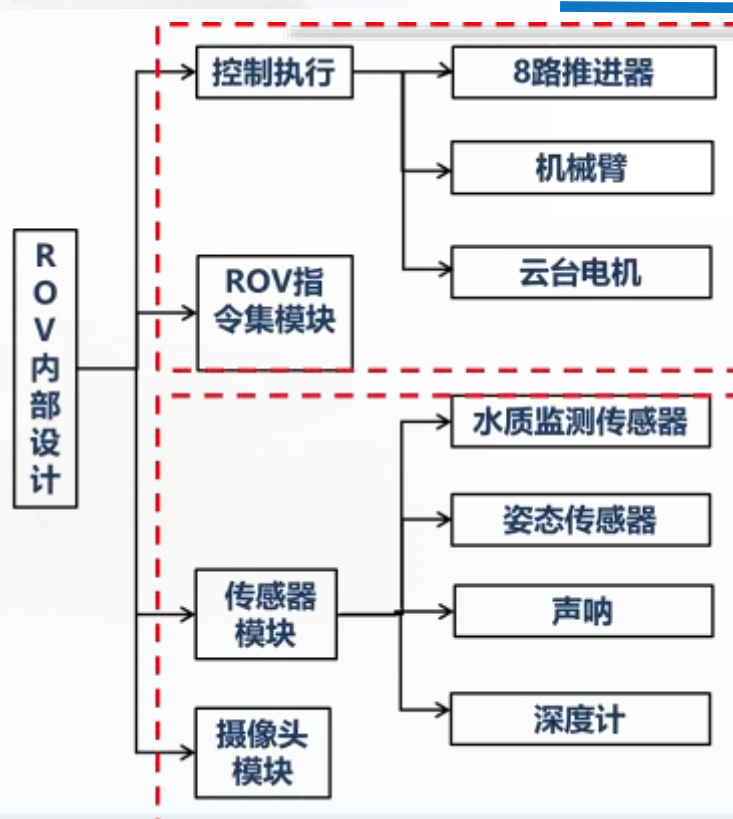 ROV内部设计
控制执行
8路推进器
机械臂
云台电机
ROV指
令集模块
水质监测传感器
姿态传感器
传感器
模块
声呐
深度计
摄像头
模块